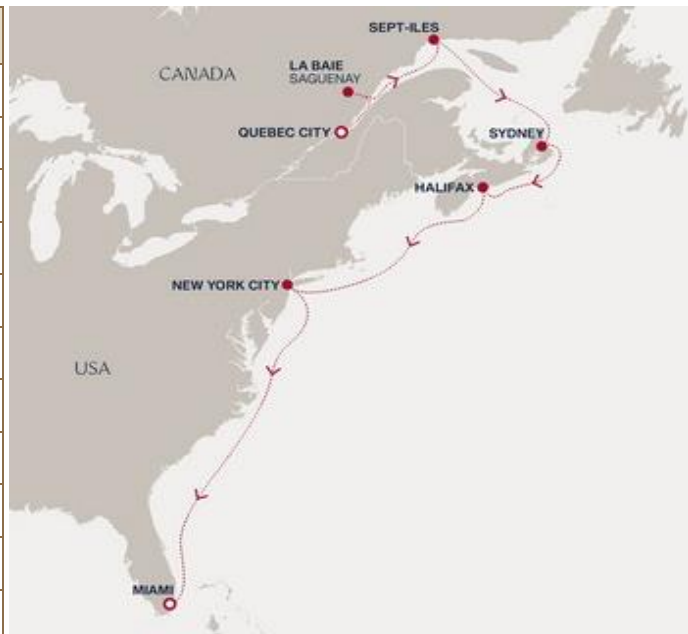 SEPT-ILES
LA BAIE
SAGUENAY
CANADA
QUEBEC CITY
SYDNEY
HALIFAX
NEW YORK CITY
USA
MIAMI